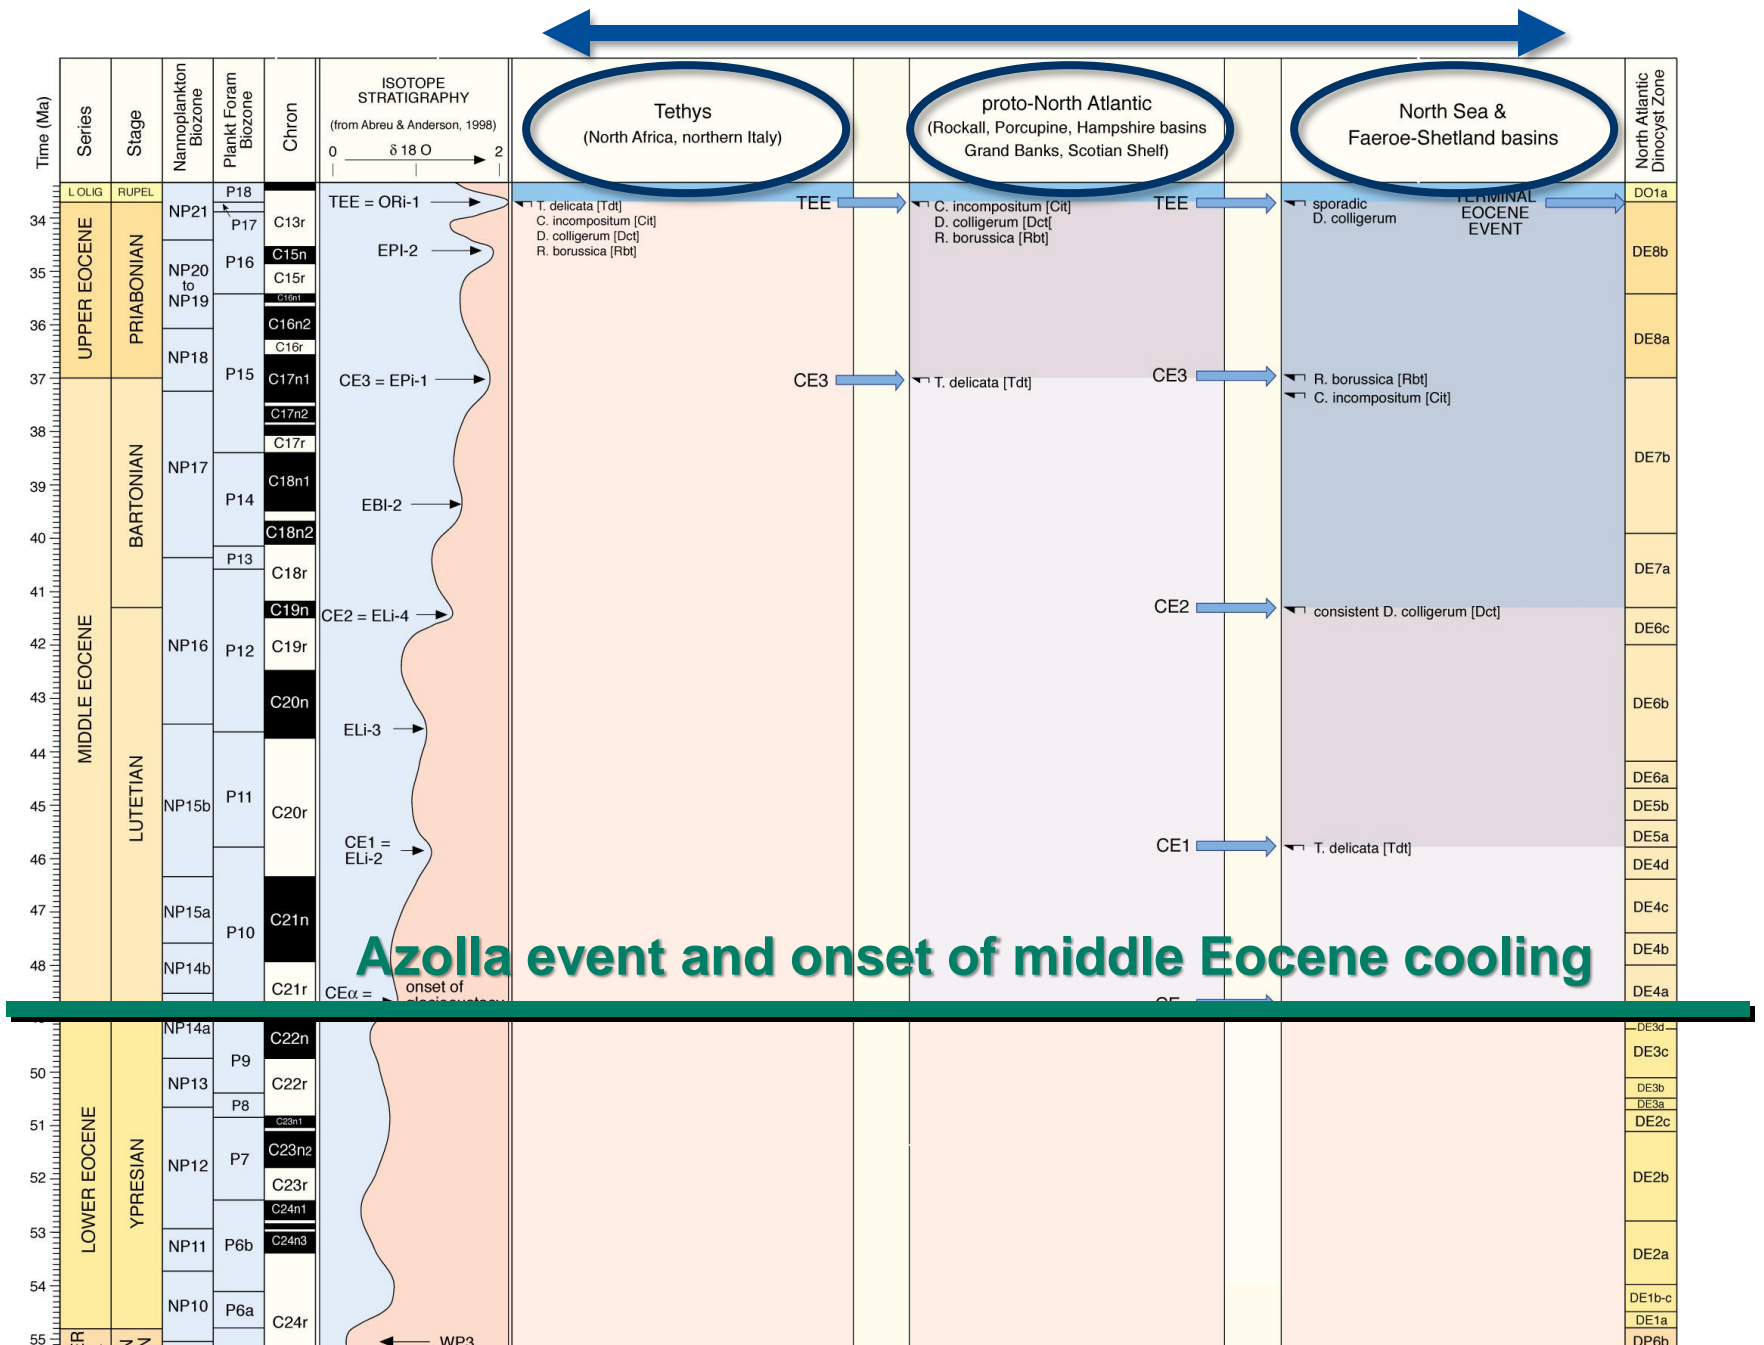 Time (Ma)
Series
Stage
Nannoplankton
Biozone
Plankt Foram
Biozone
Chron
ISOTOPE
STRATIGRAPHY
(from Abreu & Anderson, 1998)
0 δ 18 O 2
Tethys
(North Africa, northern Italy)
proto-North Atlantic
(Rockall, Porcupine, Hampshire basins
Grand Banks, Scotian Shelf)
North Sea &
Faeroe-Shetland basins
North Atlantic
Dinocyst Zone
34
35
36
37
38
39
40
41
42
43
44
45
46
47
48
50
51
52
53
54
55
L OLIG
UPPER EOCENE
MIDDLE EOCENE
LOWER EOCENE
RUPEL
PRIABONIAN
BARTONIAN
LUTETIAN
YPRESIAN
NP21
NP20
to
NP19
NP18
NP17
NP16
NP15b
NP15a
NP14b
NP14a
NP13
NP12
NP11
NP10
P18
P17
P16
P15
P14
P13
P12
P11
P10
P9
P8
P7
P6b
P6a
C13r
C15n
C15r
C16n1
C16n2
C16r
C17n1
C17n2
C17r
C18n1
C18n2
C18r
C19n
C19r
C20n
C20r
C21n
C21r
C22n
C22r
C23n1
C23n2
C23r
C24n1
C24n3
C24r
TEE = ORi-1
EPI-2
CE3 = EPi-1
EBI-2
CE2 = ELi-4
ELi-3
CE1 =
ELi-2
CEα =
onset of
glacioeustacy
WP3
T. delicata [Tdt]
C. incompositum [Cit]
D. colligerum [Dct]
R. borussica [Rbt]
TEE
CE3
C. incompositum [Cit]
D. colligerum [Dct[
R. borussica [Rbt]
T. delicata [Tdt]
TEE
CE3
CE2
CE1
CE
sporadic
D. colligerum
TERMINAL
EOCENE
EVENT
R. borussica [Rbt]
C. incompositum [Cit]
consistent D. colligerum [Dct]
T. delicata [Tdt]
DO1a
DE8b
DE8a
DE7b
DE7a
DE6c
DE6b
DE6a
DE5b
DE5a
DE4d
DE4c
DE4b
DE4a
DE3d
DE3c
DE3b
DE3a
DE2c
DE2b
DE2a
DE1b-c
DE1a
DP6b
Azolla event and onset of middle Eocene cooling